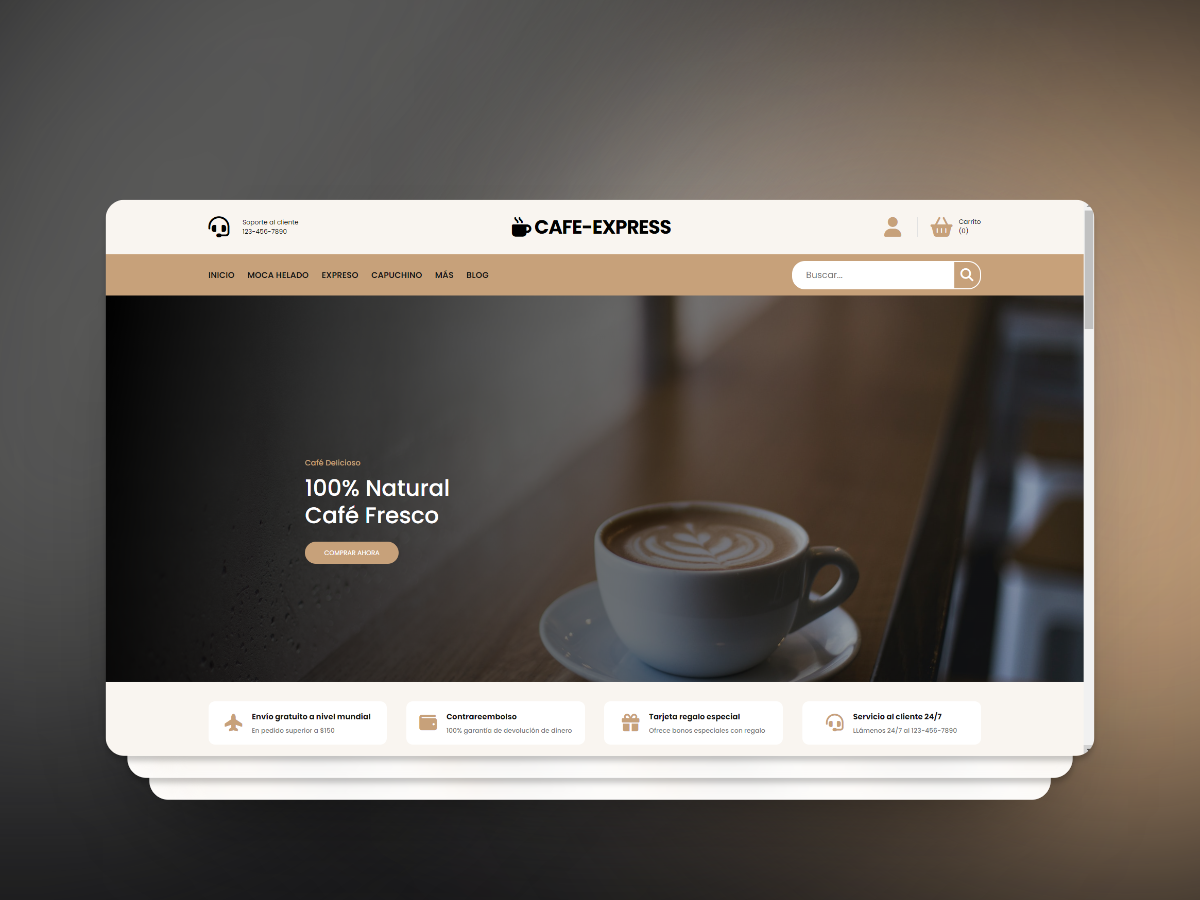 Soporte al cliente
123-456-7890
CAFE-EXPRESS
Carrito
(0)
INICIO MOCA HELADO EXPRESO CAPUCHINO MÁS BLOG
Buscar...
Café Delicioso
100% Natural
Café Fresco
COMPRAR AHORA
Envío gratuito a nivel mundial
En pedido superior a $150
Contrareembolso
100% garantía de devolución de dinero
Tarjeta regalo especial
Ofrece bonos especiales con regalo
Servicio al cliente 24/7
LLámenos 24/7 al 123-456-7890